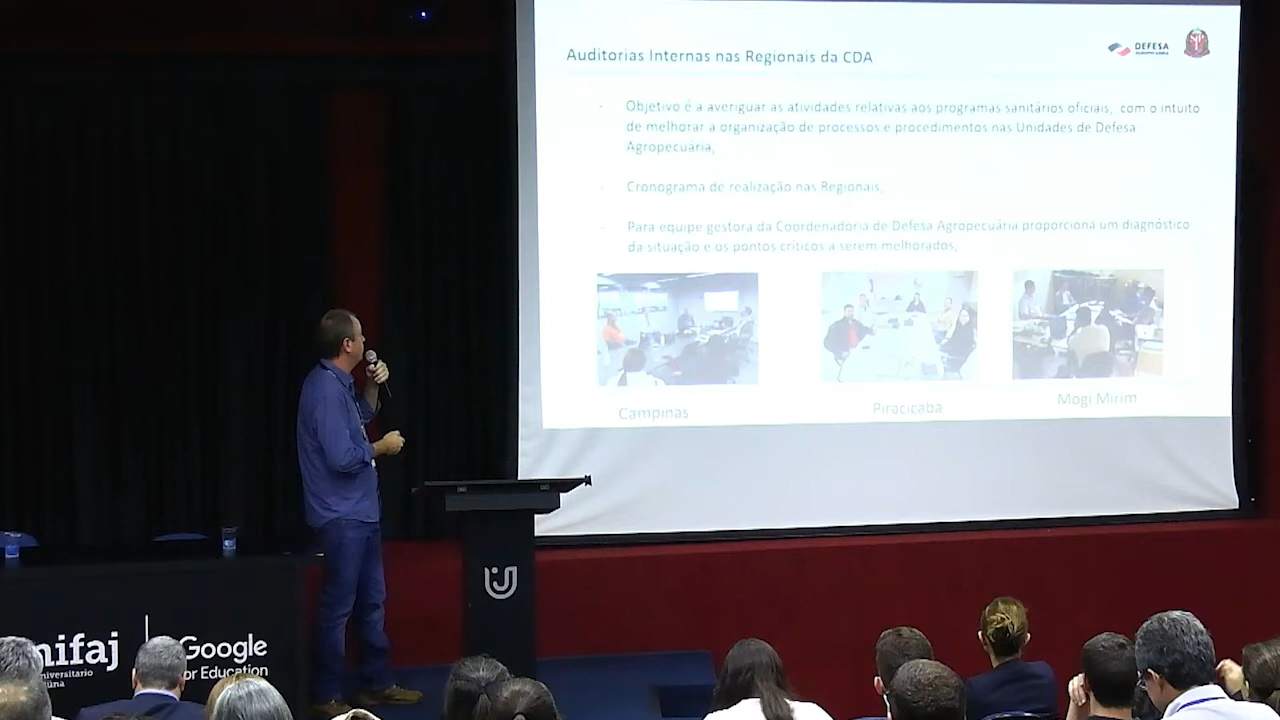 Auditorias Internas nas Regionais da CDA
DEFESA
- Objetivo é a averiguar as atividades relativas aos programas sanitários oficiais, com o intuito
de melhorar a organização de processos e procedimentos nas Unidades de Defesa
Agropecuária,
- Cronograma de realização nas Regionais,
- Para equipe gestora da Coordenadoria de Defesa Agropecuária proporciona um diagnóstico
da situação e os pontos críticos a serem melhorados,
Campinas
Piracicaba
Mogi Mirim
nifaj
Google
for Education